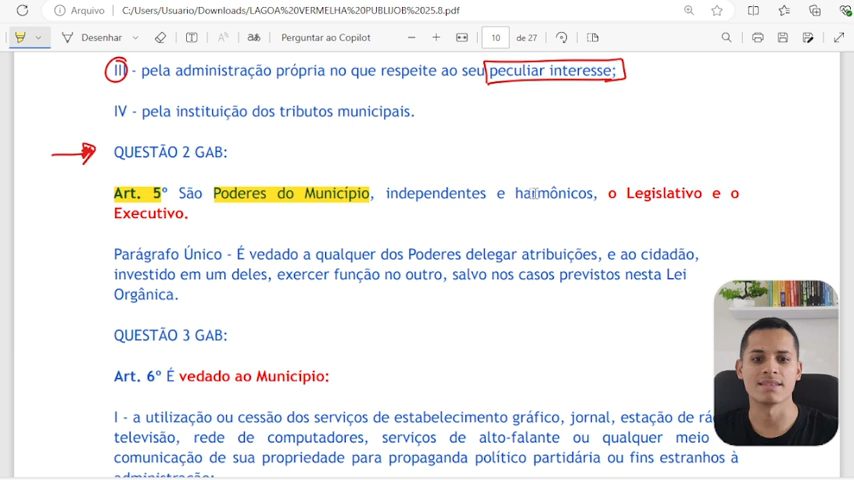 Arquivo
C:/Users/Usuario/Downloads/LAGOA%20VERMELHA%20PUBLI/OB%2025.8.pdf
Desenhar
Perguntar ao Copilot
10
de 27
III - pela administração própria no que respeite ao seu peculiar interesse;
IV - pela instituição dos tributos municipais.
QUESTÃO 2 GAB:
Art. 5º São Poderes do Município, independentes e harmônicos, o Legislativo e o
Executivo.
Parágrafo Único - É vedado a qualquer dos Poderes delegar atribuições, e ao cidadão,
investido em um deles, exercer função no outro, salvo nos casos previstos nesta Lei
Orgânica.
QUESTÃO 3 GAB:
Art. 6º É vedado ao Município:
I - a utilização ou cessão dos serviços de estabelecimento gráfico, jornal, estação de
televisão, rede de computadores, serviços de alto-falante ou qualquer meio
comunicação de sua propriedade para propaganda político partidária ou fins estranhos à
administração;